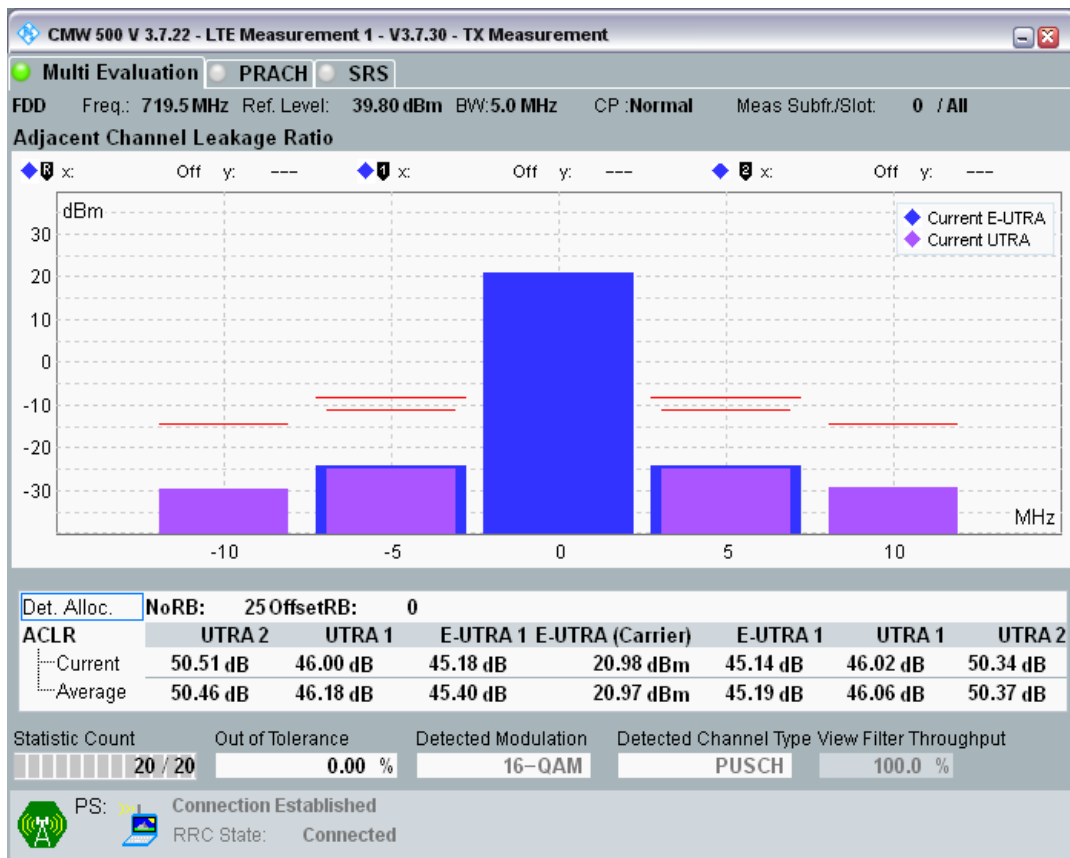 CMW 500 V 3.7.22 - LTE Measurement 1 - V3.7.30 - TX Measurement
Multi Evaluation PRACH SRS
FDD Freq.: 719.5 MHz Ref. Level: 39.80 dBm BW: 5.0 MHz CP : Normal Meas Subfr./Slot: 0 / All
Adjacent Channel Leakage Ratio
R x: Off y: --- 1 x: Off y: --- 2 x: Off y: ---
dBm
Current E-UTRA
Current UTRA
30
20
10
0
-10
-20
-30
MHz
-10 -5 0 5 10
Det. Alloc. NoRB: 25 OffsetRB: 0
ACLR UTRA 2 UTRA 1 E-UTRA 1 E-UTRA (Carrier) E-UTRA 1 UTRA 1 UTRA 2
Current 50.51 dB 46.00 dB 45.18 dB 20.98 dBm 45.14 dB 46.02 dB 50.34 dB
Average 50.46 dB 46.18 dB 45.40 dB 20.97 dBm 45.19 dB 46.06 dB 50.37 dB
Statistic Count Out of Tolerance Detected Modulation Detected Channel Type View Filter Throughput
20 / 20 0.00 % 16-QAM PUSCH 100.0 %
PS: Connection Established
RRC State: Connected